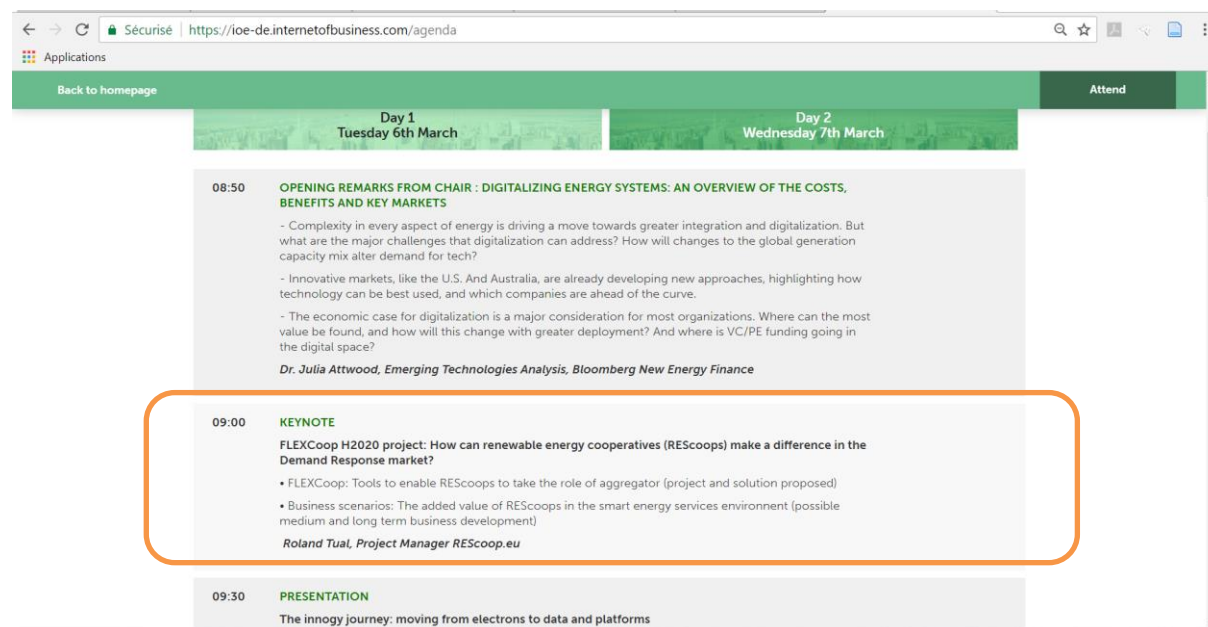 Sécurisé | https://ioe-de.internetofbusiness.com/agenda
Applications
Back to homepage
Attend
Day 1
Tuesday 6th March
Day 2
Wednesday 7th March
08:50
OPENING REMARKS FROM CHAIR : DIGITALIZING ENERGY SYSTEMS: AN OVERVIEW OF THE COSTS,
BENEFITS AND KEY MARKETS
- Complexity in every aspect of energy is driving a move towards greater integration and digitalization. But
what are the major challenges that digitalization can address? How will changes to the global generation
capacity mix alter demand for tech?
- Innovative markets, like the U.S. And Australia, are already developing new approaches, highlighting how
technology can be best used, and which companies are ahead of the curve.
- The economic case for digitalization is a major consideration for most organizations. Where can the most
value be found, and how will this change with greater deployment? And where is VC/PE funding going in
the digital space?
Dr. Julia Attwood, Emerging Technologies Analysis, Bloomberg New Energy Finance
09:00
KEYNOTE
FLEXCoop H2020 project: How can renewable energy cooperatives (REScoops) make a difference in the
Demand Response market?
• FLEXCoop: Tools to enable REScoops to take the role of aggregator (project and solution proposed)
• Business scenarios: The added value of REScoops in the smart energy services environnent (possible
medium and long term business development)
Roland Tual, Project Manager REScoop.eu
09:30
PRESENTATION
The innogy journey: moving from electrons to data and platforms